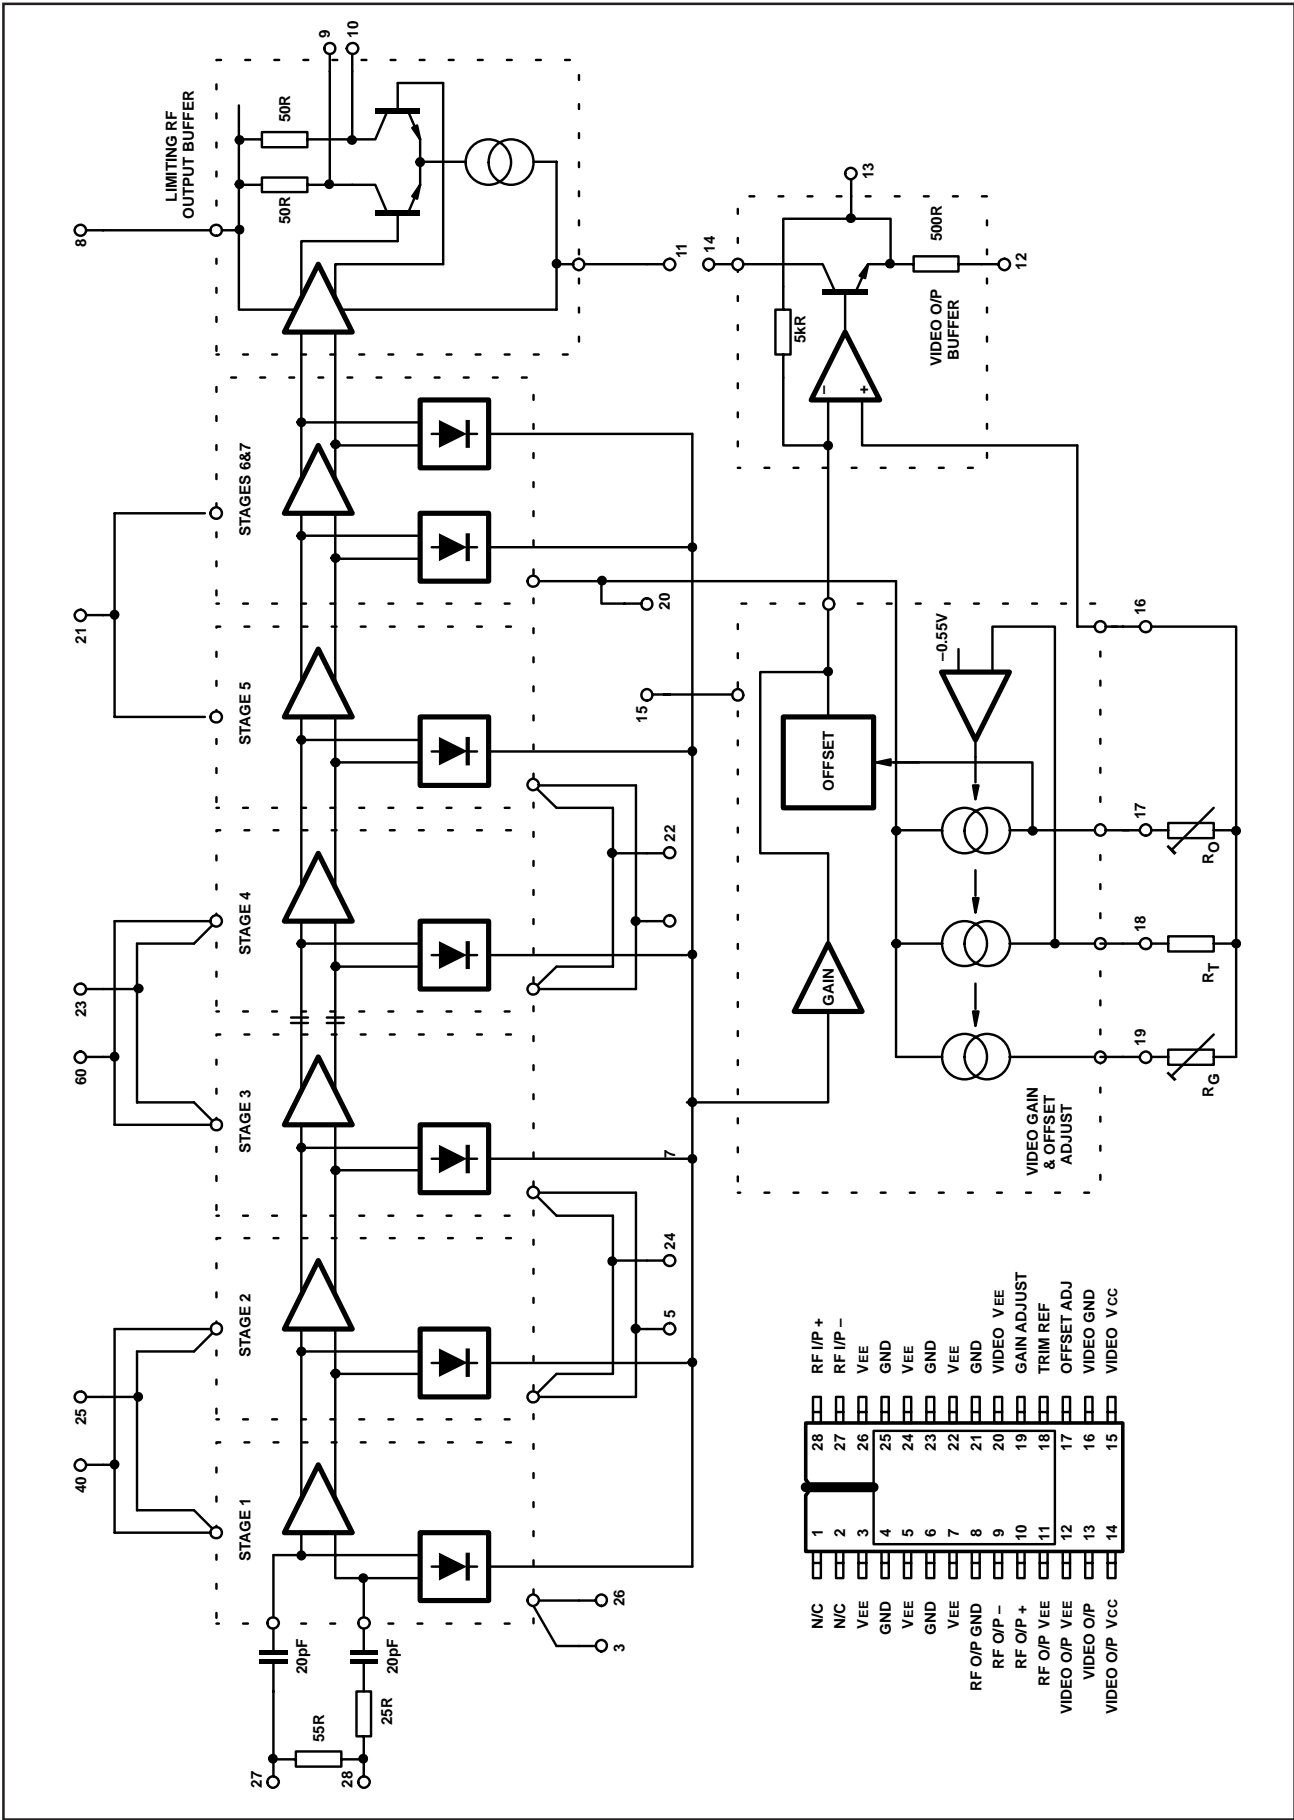 LIMITING RF
OUTPUT BUFFER
8
50R
50R
9
10
11
STAGES 6&7
21
20
STAGE 5
STAGE 4
22
23
60
STAGE 3
7
STAGE 2
24
5
25
40
STAGE 1
26
3
20pF
20pF
55R
25R
27
28
13
14
500R
12
5kR
–
+
VIDEO O/P
BUFFER
15
16
–0.55V
OFFSET
GAIN
17
RO
18
RT
19
RG
VIDEO GAIN
& OFFSET
ADJUST
N/C 1 28 RF I/P +
N/C 2 27 RF I/P –
VEE 3 26 VEE
GND 4 25 GND
VEE 5 24 VEE
GND 6 23 GND
VEE 7 22 VEE
RF O/P GND 8 21 GND
RF O/P – 9 20 VIDEO VEE
RF O/P + 10 19 GAIN ADJUST
RF O/P VEE 11 18 TRIM REF
VIDEO O/P VEE 12 17 OFFSET ADJ
VIDEO O/P 13 16 VIDEO GND
VIDEO O/P VCC 14 15 VIDEO VCC